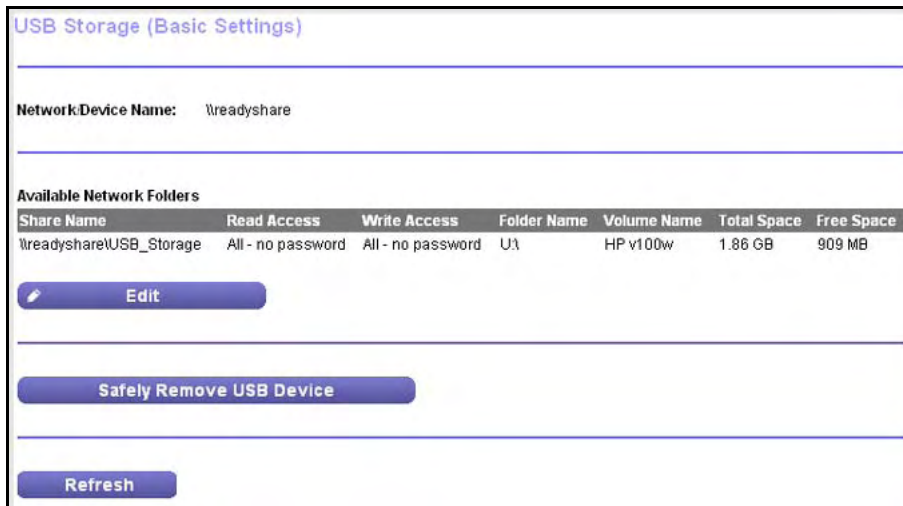 USB Storage (Basic Settings)
Network/Device Name: \\readyshare
Available Network Folders
Share Name Read Access Write Access Folder Name Volume Name Total Space Free Space
\\readyshare\USB_Storage All - no password All - no password U:\ HP v100w 1.86 GB 909 MB
Edit
Safely Remove USB Device
Refresh